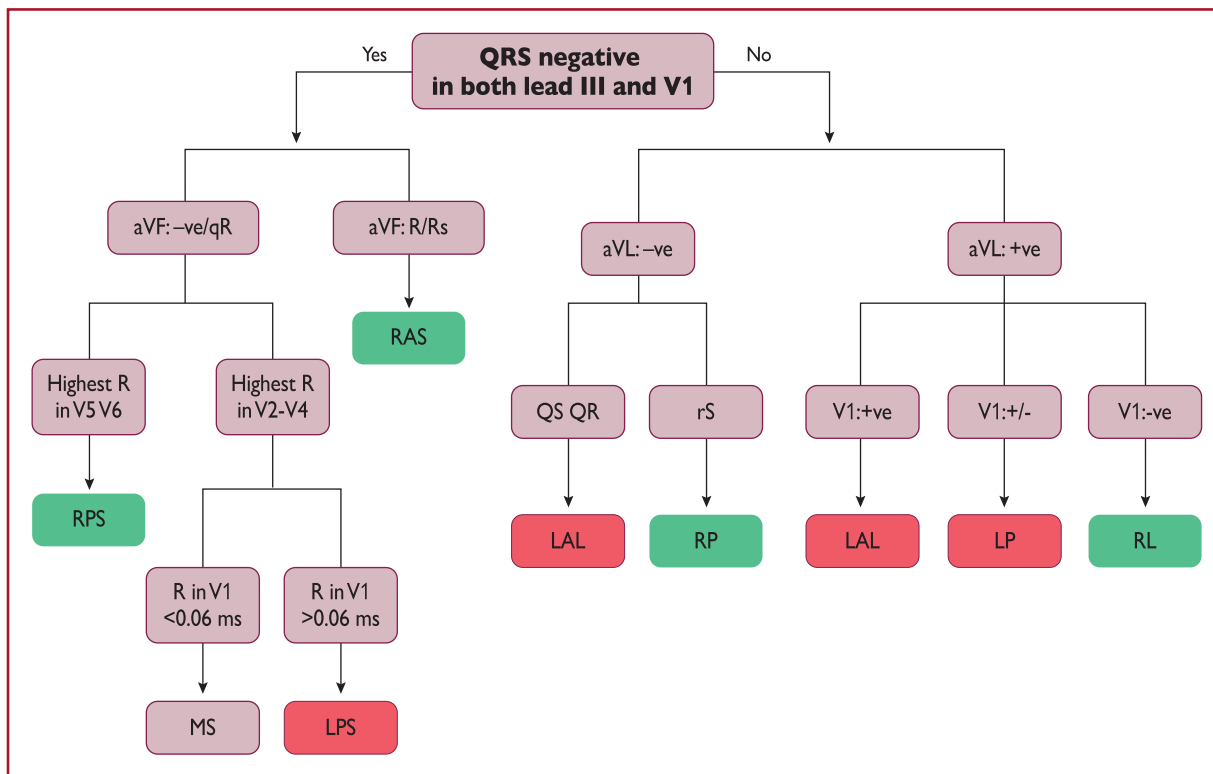 QRS negative
in both lead III and V1
Yes
No
aVF: –ve/qR
aVF: R/Rs
aVL: –ve
aVL: +ve
RAS
Highest R
in V5 V6
Highest R
in V2-V4
QS QR
rS
V1:+ve
V1:+/-
V1:-ve
RPS
LAL
RP
LAL
LP
RL
R in V1
<0.06 ms
R in V1
>0.06 ms
MS
LPS